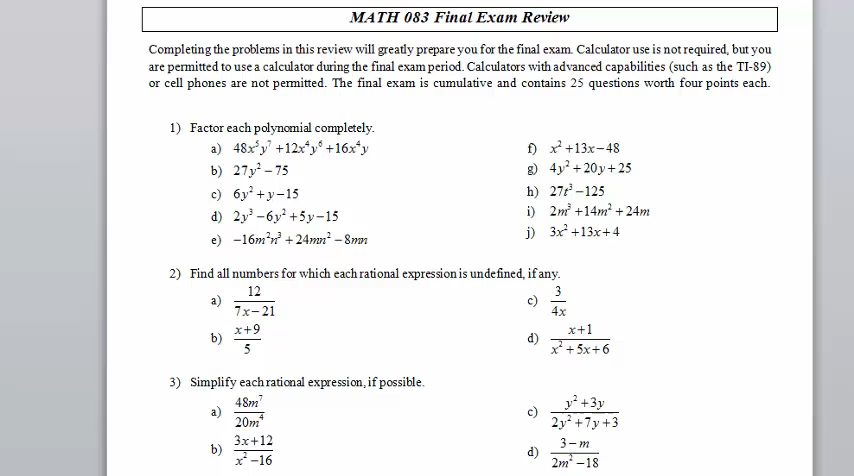 MATH 083 Final Exam Review
Completing the problems in this review will greatly prepare you for the final exam. Calculator use is not required, but you
are permitted to use a calculator during the final exam period. Calculators with advanced capabilities (such as the TI-89)
or cell phones are not permitted. The final exam is cumulative and contains 25 questions worth four points each.
1) Factor each polynomial completely.
a) 48x⁵y⁷ +12x⁴y⁶ +16x⁴y
b) 27y² – 75
c) 6y² + y – 15
d) 2y³ – 6y² + 5y – 15
e) –16m²n³ + 24mn² – 8mn
f) x² +13x – 48
g) 4y² + 20y + 25
h) 27t³ –125
i) 2m³ +14m² + 24m
j) 3x² +13x + 4
2) Find all numbers for which each rational expression is undefined, if any.
a) 12/(7x – 21)
b) (x+9)/5
c) 3/(4x)
d) (x+1)/(x² +5x+6)
3) Simplify each rational expression, if possible.
a) 48m⁷/20m⁴
b) (3x+12)/(x² –16)
c) (y² +3y)/(2y² +7y+3)
d) (3 – m)/(2m² –18)